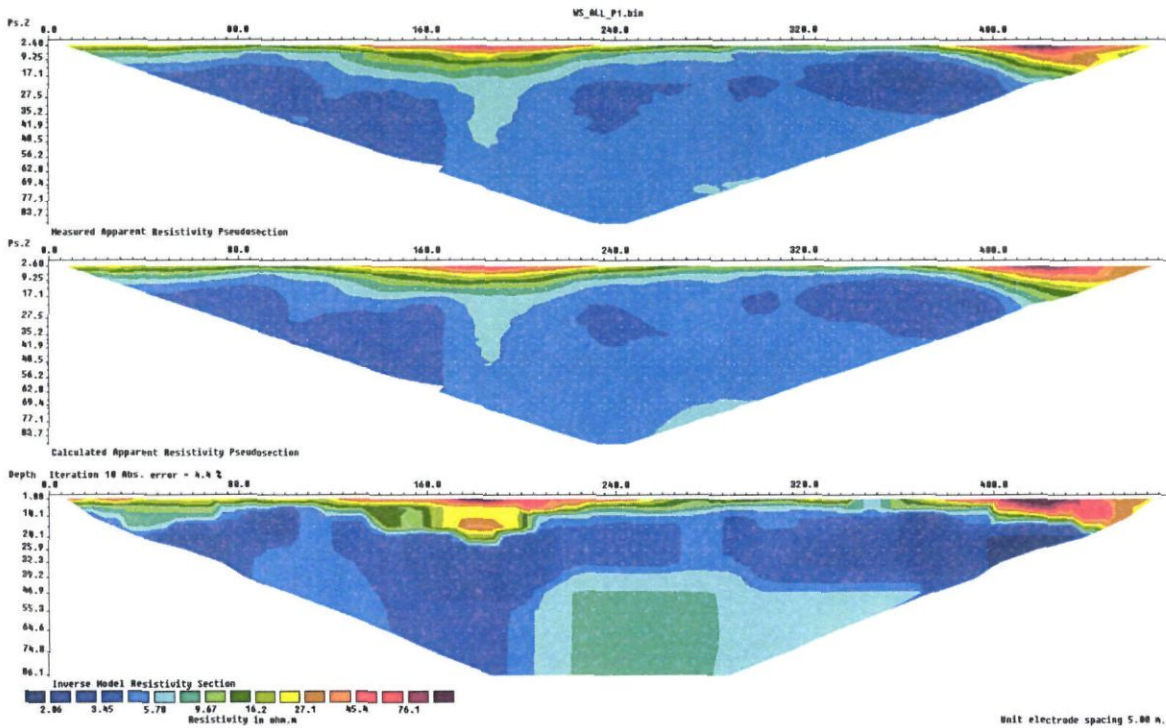 WS_ALL_P1.bin
Ps.Z 0.0 80.0 160.0 240.0 320.0 400.0
2.60
9.25
17.1
27.5
35.2
41.9
48.5
56.2
62.8
69.4
77.1
83.7
Measured Apparent Resistivity Pseudosection
Ps.Z 0.0 80.0 160.0 240.0 320.0 400.0
2.60
9.25
17.1
27.5
35.2
41.9
48.5
56.2
62.8
69.4
77.1
83.7
Calculated Apparent Resistivity Pseudosection
Depth Iteration 10 Abs. error = 4.4 %
0.0 80.0 160.0 240.0 320.0 400.0
25.9
32.3
39.2
46.9
55.3
64.6
74.8
86.1
Inverse Model Resistivity Section
2.06 3.45 5.78 9.67 16.2 27.1 45.4 76.1
Resistivity in ohm.m
Unit electrode spacing 5.00 m.